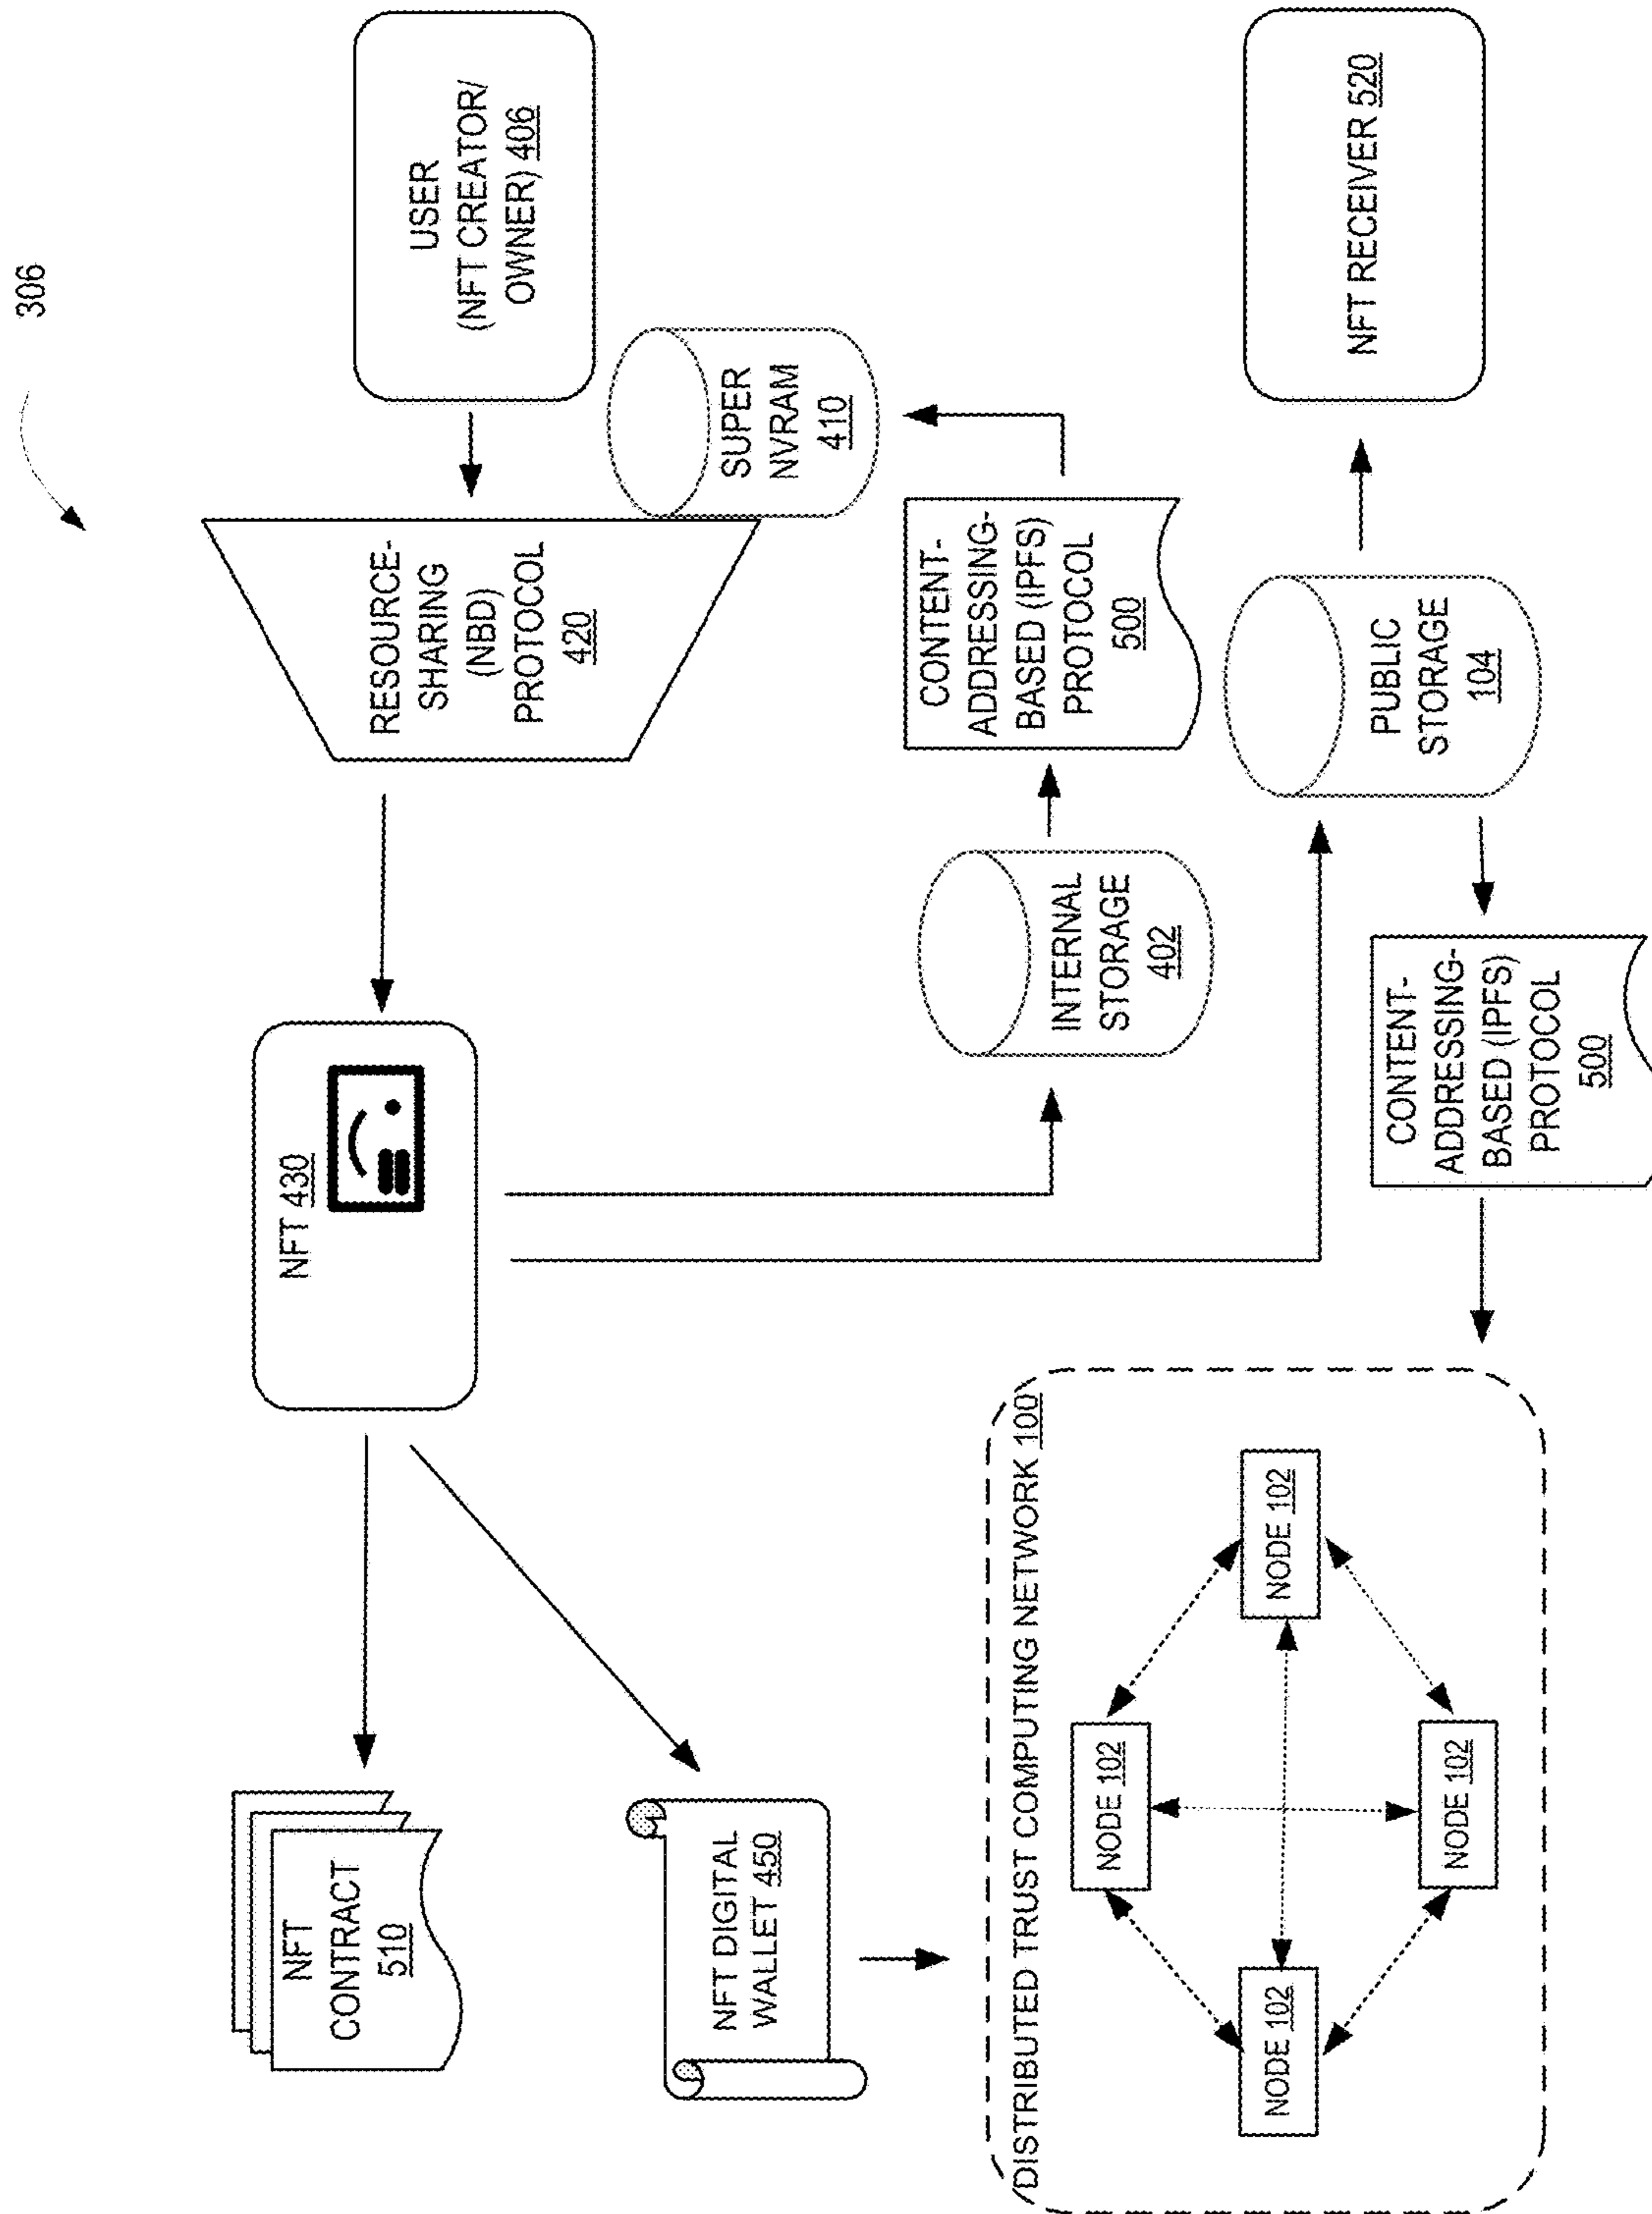 306
NFT
CONTRACT
510
NFT 430
RESOURCE-
SHARING
(NBD)
PROTOCOL
420
USER
(NFT CREATOR/
OWNER) 406
NFT DIGITAL
WALLET 450
SUPER
NVRAM
410
INTERNAL
STORAGE
402
CONTENT-
ADDRESSING-
BASED (IPFS)
PROTOCOL
500
DISTRIBUTED TRUST COMPUTING NETWORK 100
NODE 102
NODE 102
NODE 102
NODE 102
CONTENT-
ADDRESSING-
BASED (IPFS)
PROTOCOL
500
PUBLIC
STORAGE
104
NFT RECEIVER 520